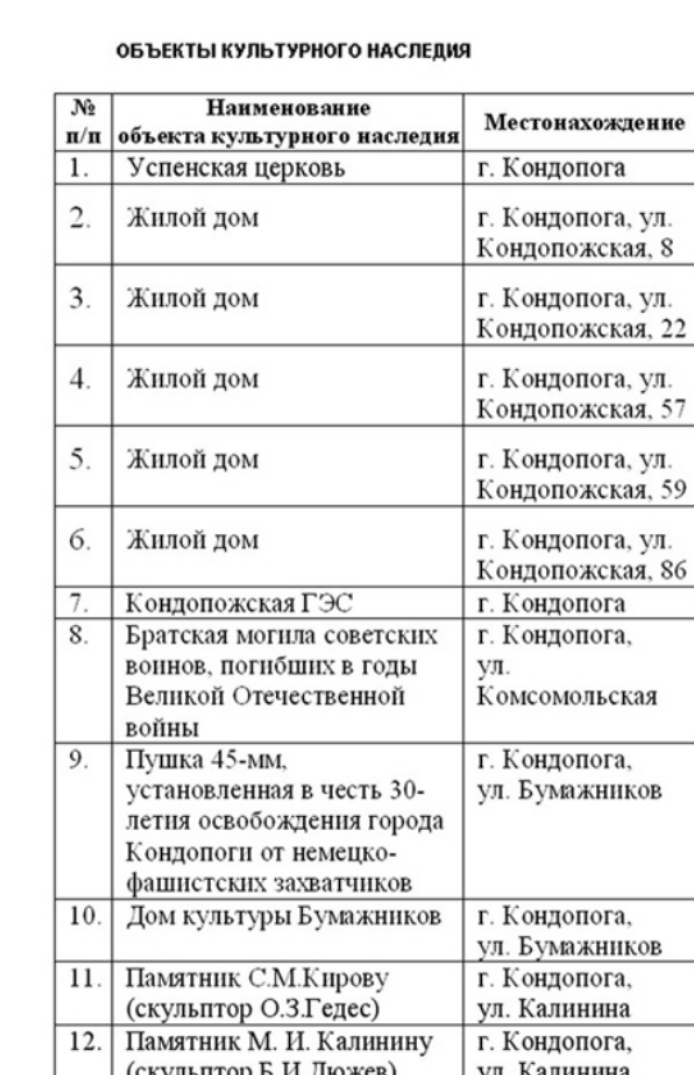 ОБЪЕКТЫ КУЛЬТУРНОГО НАСЛЕДИЯ
№ п/п
Наименование
объекта культурного наследия
Местонахождение
1. Успенская церковь г. Кондопога
2. Жилой дом г. Кондопога, ул.
Кондопожская, 8
3. Жилой дом г. Кондопога, ул.
Кондопожская, 22
4. Жилой дом г. Кондопога, ул.
Кондопожская, 57
5. Жилой дом г. Кондопога, ул.
Кондопожская, 59
6. Жилой дом г. Кондопога, ул.
Кондопожская, 86
7. Кондопожская ГЭС г. Кондопога
8. Братская могила советских г. Кондопога,
воинов, погибших в годы ул.
Великой Отечественной Комсомольская
войны
9. Пушка 45-мм, г. Кондопога,
установленная в честь 30- ул. Бумажников
летия освобождения города
Кондопоги от немецко-
фашистских захватчиков
10. Дом культуры Бумажников г. Кондопога,
ул. Бумажников
11. Памятник С.М.Кирову г. Кондопога,
(скульптор О.З.Гедес) ул. Калинина
12. Памятник М. И. Калинину г. Кондопога,
(скульптор Б.И.Дюжев) ул. Калинина